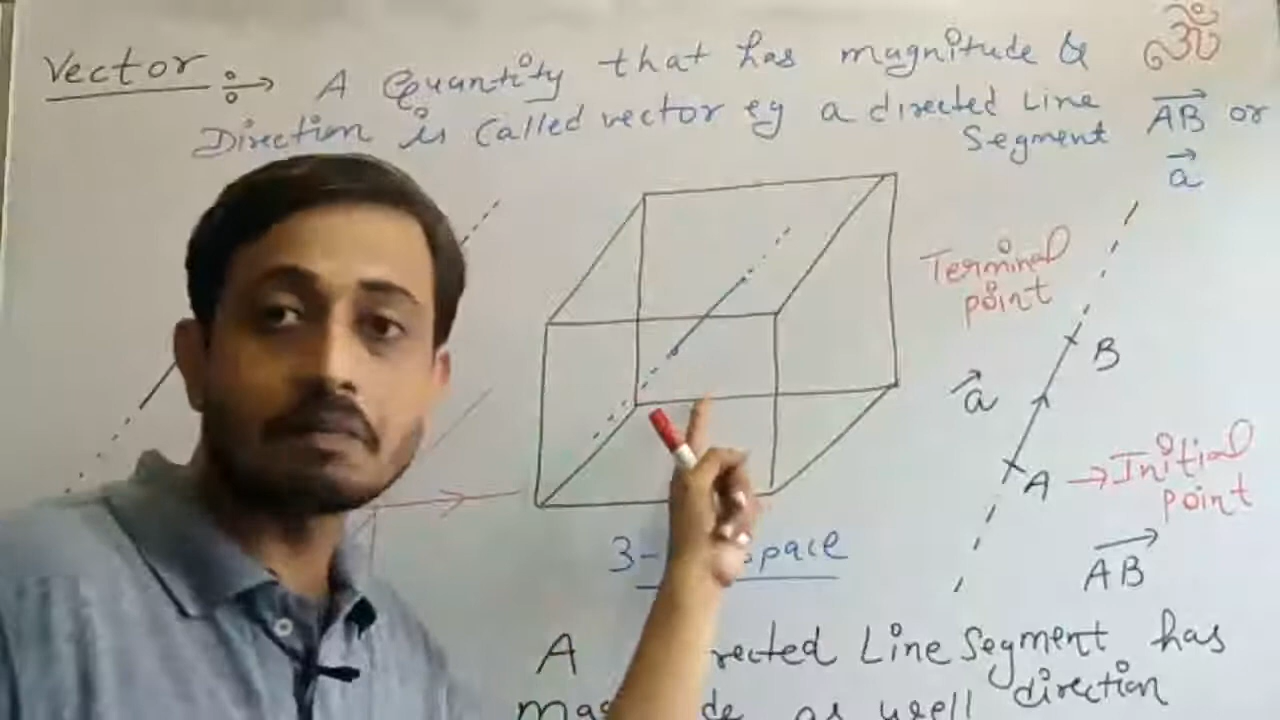 Vector ÷→ A Quantity that has magnitude & ॐ
Direction is Called vector eg a directed Line Segment AB or
a
Terminal
point
B
a
A → Initial
point
AB
3- space
A rected Line Segment has
as well direction